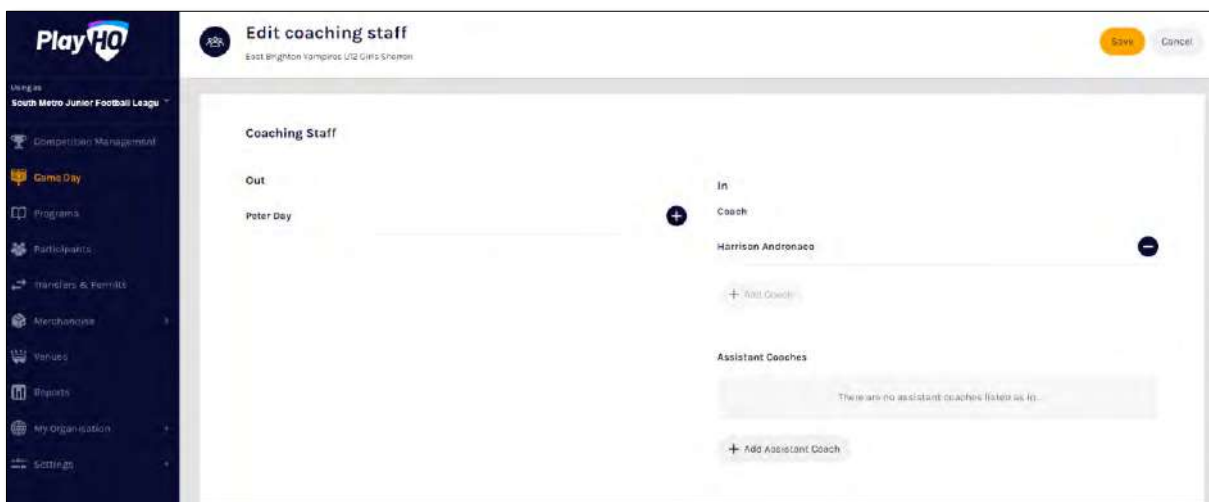 PlayHQ
Edit coaching staff
East Brighton Vampires U12 Girls Sharron
Save
Cancel
Using as
South Metro Junior Football Leagu
Competition Management
Game Day
Programs
Participants
Transfers & Permits
Merchandise
Venues
Reports
My Organisation
Settings
Coaching Staff
Out
Peter Day
In
Coach
Harrison Andronaco
+ Add Coach
Assistant Coaches
There are no assistant coaches listed as in...
+ Add Assistant Coach